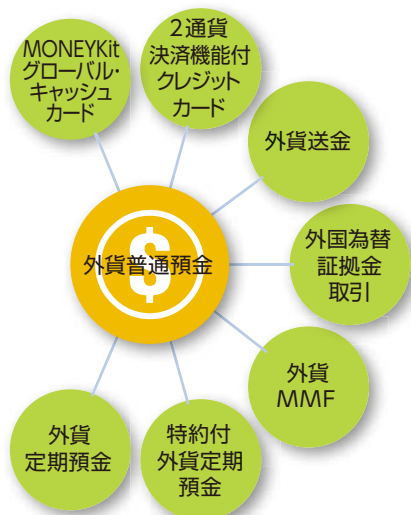 MONEYKit
グローバル・
キャッシュ
カード
2通貨
決済機能付
クレジット
カード
外貨送金
外国為替
証拠金
取引
外貨普通預金
外貨
MMF
特約付
外貨定期
預金
外貨
定期預金